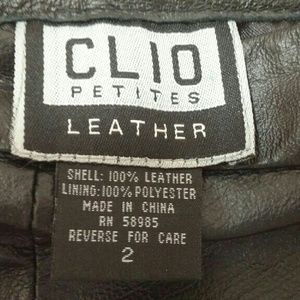 CLIO
PETITES
LEATHER
SHELL: 100% LEATHER
LINING: 100% POLYESTER
MADE IN CHINA
RN 58985
REVERSE FOR CARE
2